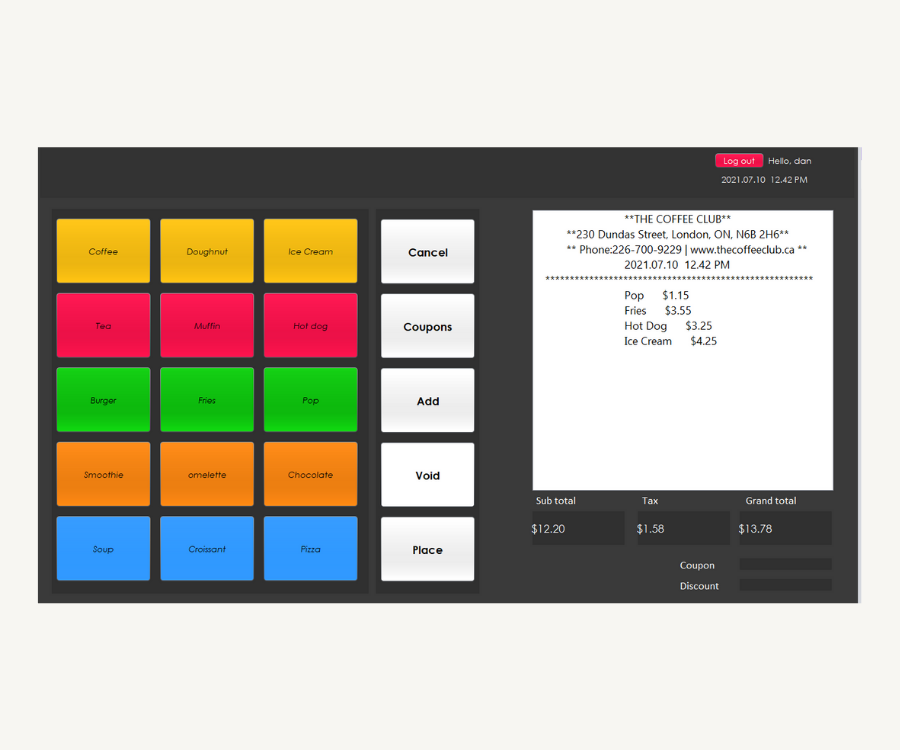 Log out Hello, dan
2021.07.10 12.42 PM
Coffee Doughnut Ice Cream
Tea Muffin Hot dog
Burger Fries Pop
Smoothie omelette Chocolate
Soup Croissant Pizza
Cancel
Coupons
Add
Void
Place
**THE COFFEE CLUB**
**230 Dundas Street, London, ON, N6B 2H6**
** Phone:226-700-9229 | www.thecoffeeclub.ca **
2021.07.10 12.42 PM
*******************************************************
Pop $1.15
Fries $3.55
Hot Dog $3.25
Ice Cream $4.25
Sub total Tax Grand total
$12.20 $1.58 $13.78
Coupon
Discount